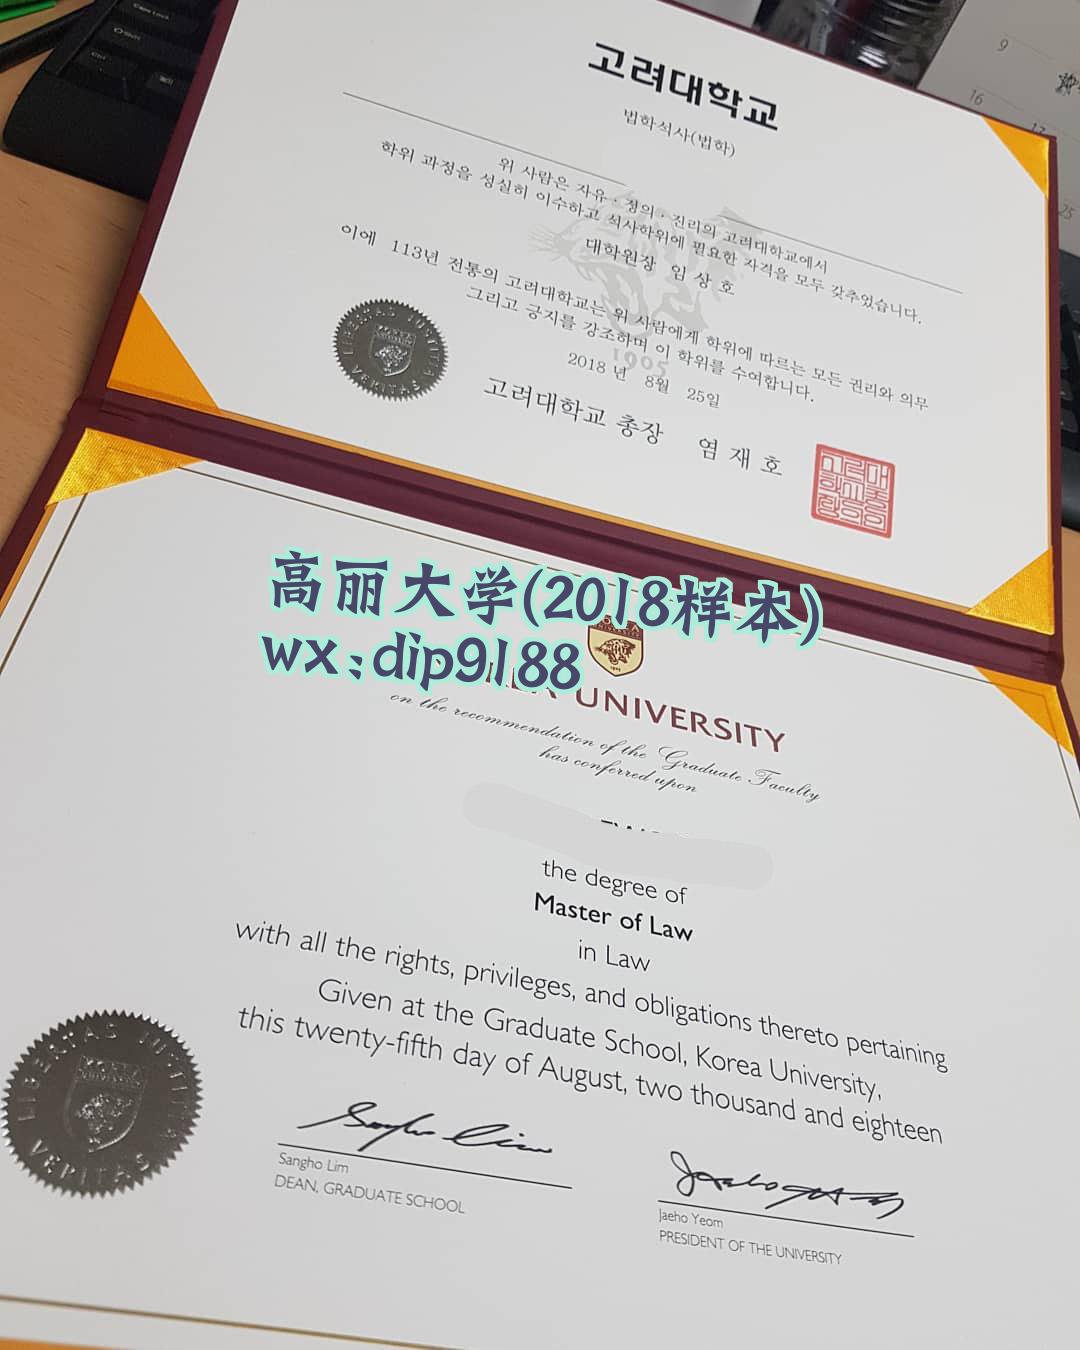 Caps Lock
Shift
Ctrl
9
16
17
25
고려대학교
법학석사(법학)
위 사람은 자유·정의·진리의 고려대학교에서
학위 과정을 성실히 이수하고 석사학위에 필요한 자격을 모두 갖추었습니다.
대학원장 임 상 호
이에 113년 전통의 고려대학교는 위 사람에게 학위에 따르는 모든 권리와 의무
그리고 긍지를 강조하며 이 학위를 수여합니다.
1905
2018 년 8월 25일
고려대학교 총장 염 재 호
LIBERTAS JUSTITIA VERITAS
高丽大学(2018样本)
wx:dip9188
KOREA UNIVERSITY
on the recommendation of the Graduate Faculty
has conferred upon
the degree of
Master of Law
in Law
with all the rights, privileges, and obligations thereto pertaining
Given at the Graduate School, Korea University,
this twenty-fifth day of August, two thousand and eighteen
LIBERTAS JUSTITIA VERITAS
Sangho Lim
DEAN, GRADUATE SCHOOL
Jaeho Yeom
PRESIDENT OF THE UNIVERSITY